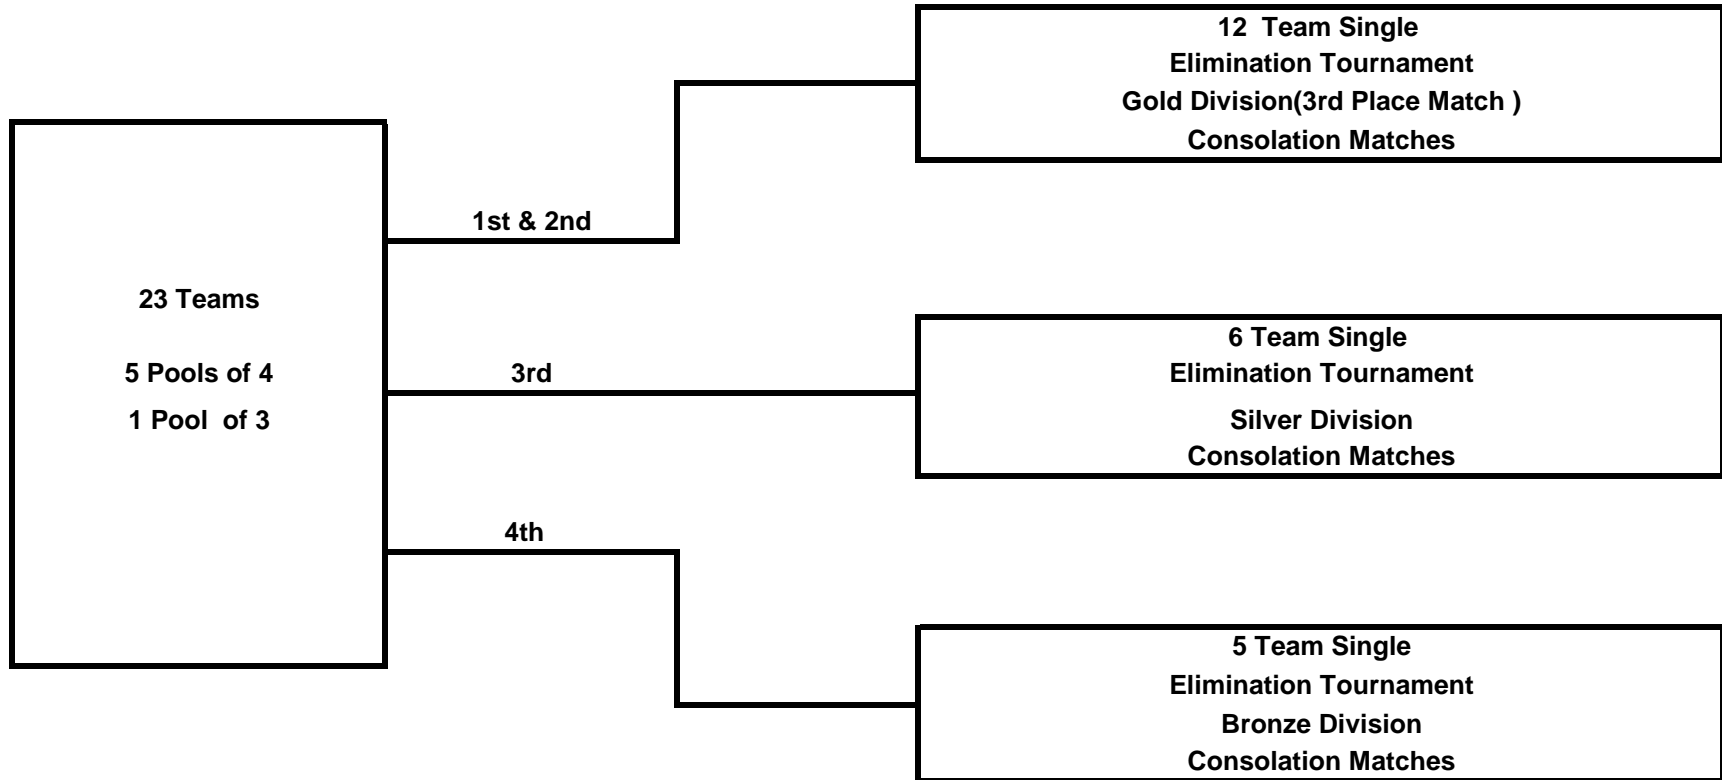 23 Teams
5 Pools of 4
1 Pool of 3
1st & 2nd
3rd
4th
12 Team Single
Elimination Tournament
Gold Division(3rd Place Match )
Consolation Matches
6 Team Single
Elimination Tournament
Silver Division
Consolation Matches
5 Team Single
Elimination Tournament
Bronze Division
Consolation Matches